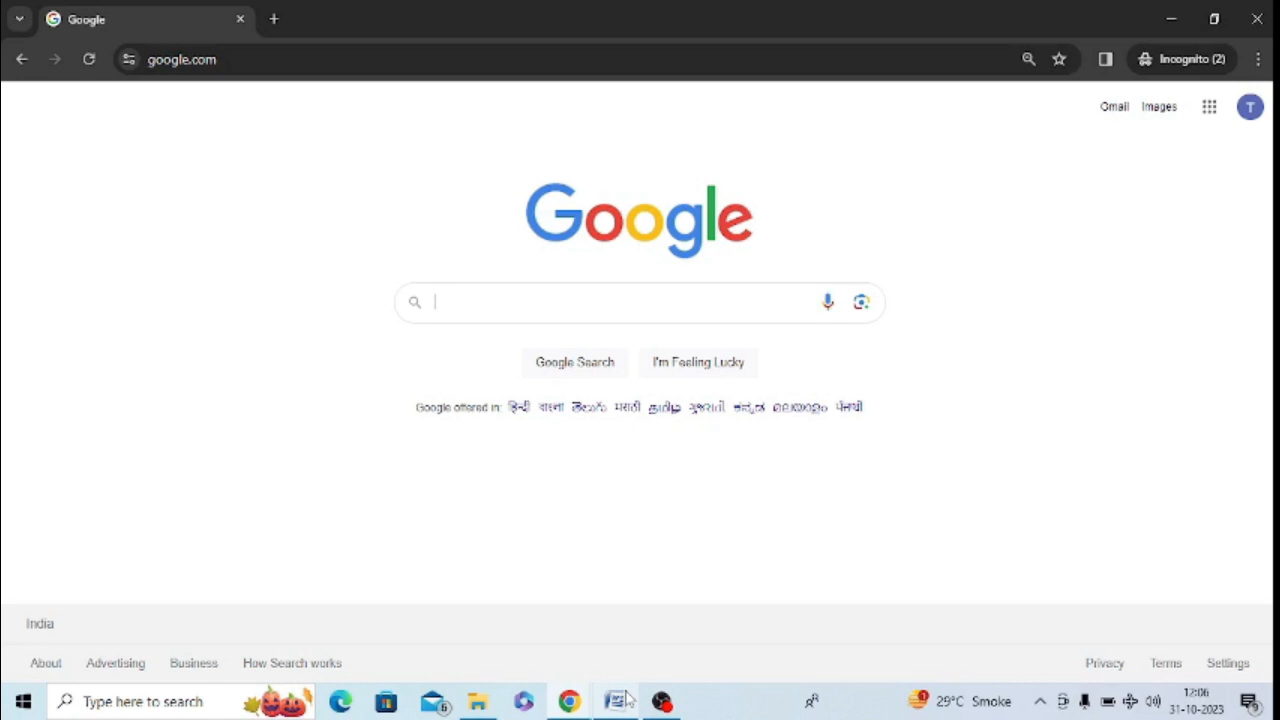 Google
google.com
Incognito (2)
Gmail Images
T
Google
Google Search I'm Feeling Lucky
Google offered in: हिन्दी বাংলা తెలుగు मराठी தமிழ் ગુજરાતી ಕನ್ನಡ മലയാളം ਪੰਜਾਬੀ
India
About Advertising Business How Search works Privacy Terms Settings
Type here to search 6 29°C Smoke 12:06
31-10-2023